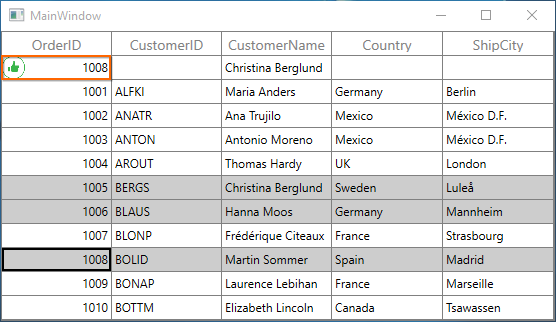 MainWindow
OrderID CustomerID CustomerName Country ShipCity
1008 Christina Berglund
1001 ALFKI Maria Anders Germany Berlin
1002 ANATR Ana Trujilo Mexico México D.F.
1003 ANTON Antonio Moreno Mexico México D.F.
1004 AROUT Thomas Hardy UK London
1005 BERGS Christina Berglund Sweden Luleå
1006 BLAUS Hanna Moos Germany Mannheim
1007 BLONP Frédérique Citeaux France Strasbourg
1008 BOLID Martin Sommer Spain Madrid
1009 BONAP Laurence Lebihan France Marseille
1010 BOTTM Elizabeth Lincoln Canada Tsawassen